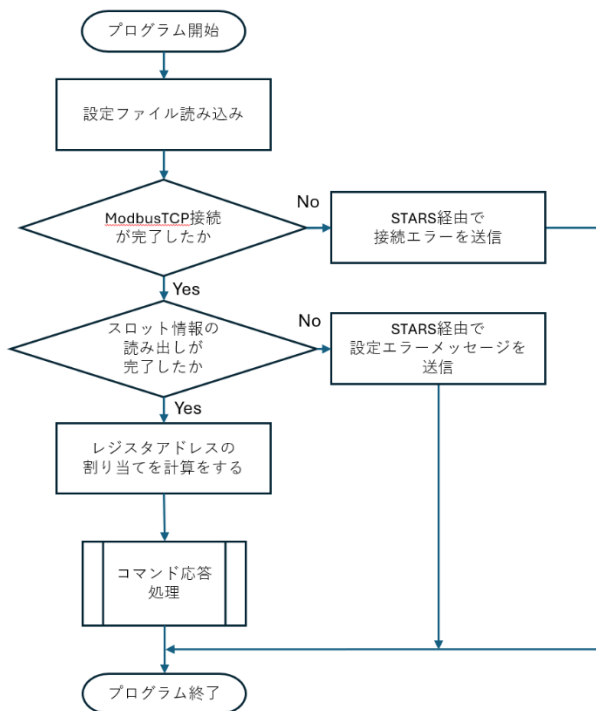 プログラム開始
設定ファイル読み込み
ModbusTCP接続
が完了したか
No
STARS経由で
接続エラーを送信
Yes
スロット情報の
読み出しが
完了したか
No
STARS経由で
設定エラーメッセージを
送信
Yes
レジスタアドレスの
割り当てを計算をする
コマンド応答
処理
プログラム終了